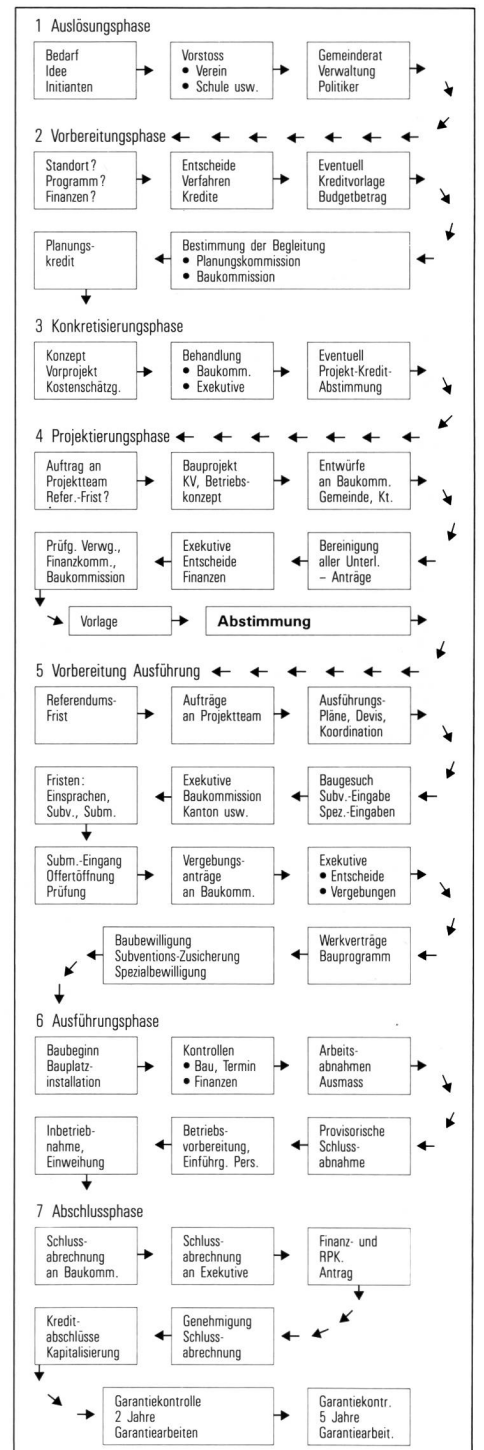 1 Auslösungsphase
Bedarf
Idee
Initianten
Vorstoss
• Verein
• Schule usw.
Gemeinderat
Verwaltung
Politiker
2 Vorbereitungsphase
Standort?
Programm?
Finanzen?
Entscheide
Verfahren
Kredite
Eventuell
Kreditvorlage
Budgetbetrag
Bestimmung der Begleitung
• Planungskommission
• Baukommission
Planungs-
kredit
3 Konkretisierungsphase
Konzept
Vorprojekt
Kostenschätzg.
Behandlung
• Baukomm.
• Exekutive
Eventuell
Projekt-Kredit-
Abstimmung
4 Projektierungsphase
Auftrag an
Projektteam
Refer.-Frist?
Bauprojekt
KV, Betriebs-
konzept
Entwürfe
an Baukomm.
Gemeinde, Kt.
Bereinigung
aller Unterl.
– Anträge
Exekutive
Entscheide
Finanzen
Prüfg. Verwg.,
Finanzkomm.,
Baukommission
Vorlage
Abstimmung
5 Vorbereitung Ausführung
Referendums-
Frist
Aufträge
an Projektteam
Ausführungs-
Pläne, Devis,
Koordination
Baugesuch
Subv.-Eingabe
Spez.-Eingaben
Exekutive
Baukommission
Kanton usw.
Fristen:
Einsprachen,
Subv., Subm.
Subm.-Eingang
Offertöffnung
Prüfung
Vergebungs-
anträge
an Baukomm.
Exekutive
• Entscheide
• Vergebungen
Werkverträge
Bauprogramm
Baubewilligung
Subventions-Zusicherung
Spezialbewilligung
6 Ausführungsphase
Baubeginn
Bauplatz-
installation
Kontrollen
• Bau, Termin
• Finanzen
Arbeits-
abnahmen
Ausmass
Provisorische
Schluss-
abnahme
Betriebs-
vorbereitung,
Einführg. Pers.
Inbetrieb-
nahme,
Einweihung
7 Abschlussphase
Schluss-
abrechnung
an Baukomm.
Schluss-
abrechnung
an Exekutive
Finanz- und
RPK.
Antrag
Genehmigung
Schluss-
abrechnung
Kredit-
abschlüsse
Kapitalisierung
Garantiekontrolle
2 Jahre
Garantiearbeiten
Garantiekontr.
5 Jahre
Garantiearbeit.